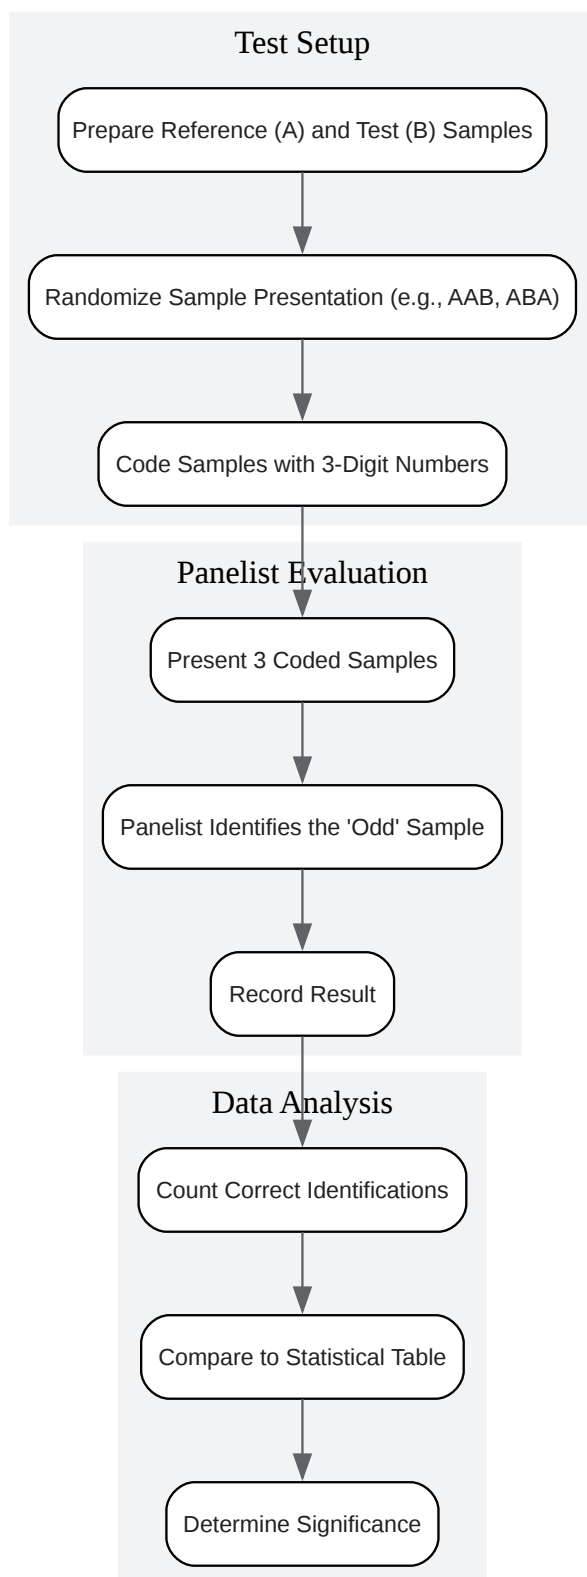 Test Setup
Prepare Reference (A) and Test (B) Samples
Randomize Sample Presentation (e.g., AAB, ABA)
Code Samples with 3-Digit Numbers
Panelist Evaluation
Present 3 Coded Samples
Panelist Identifies the 'Odd' Sample
Record Result
Data Analysis
Count Correct Identifications
Compare to Statistical Table
Determine Significance